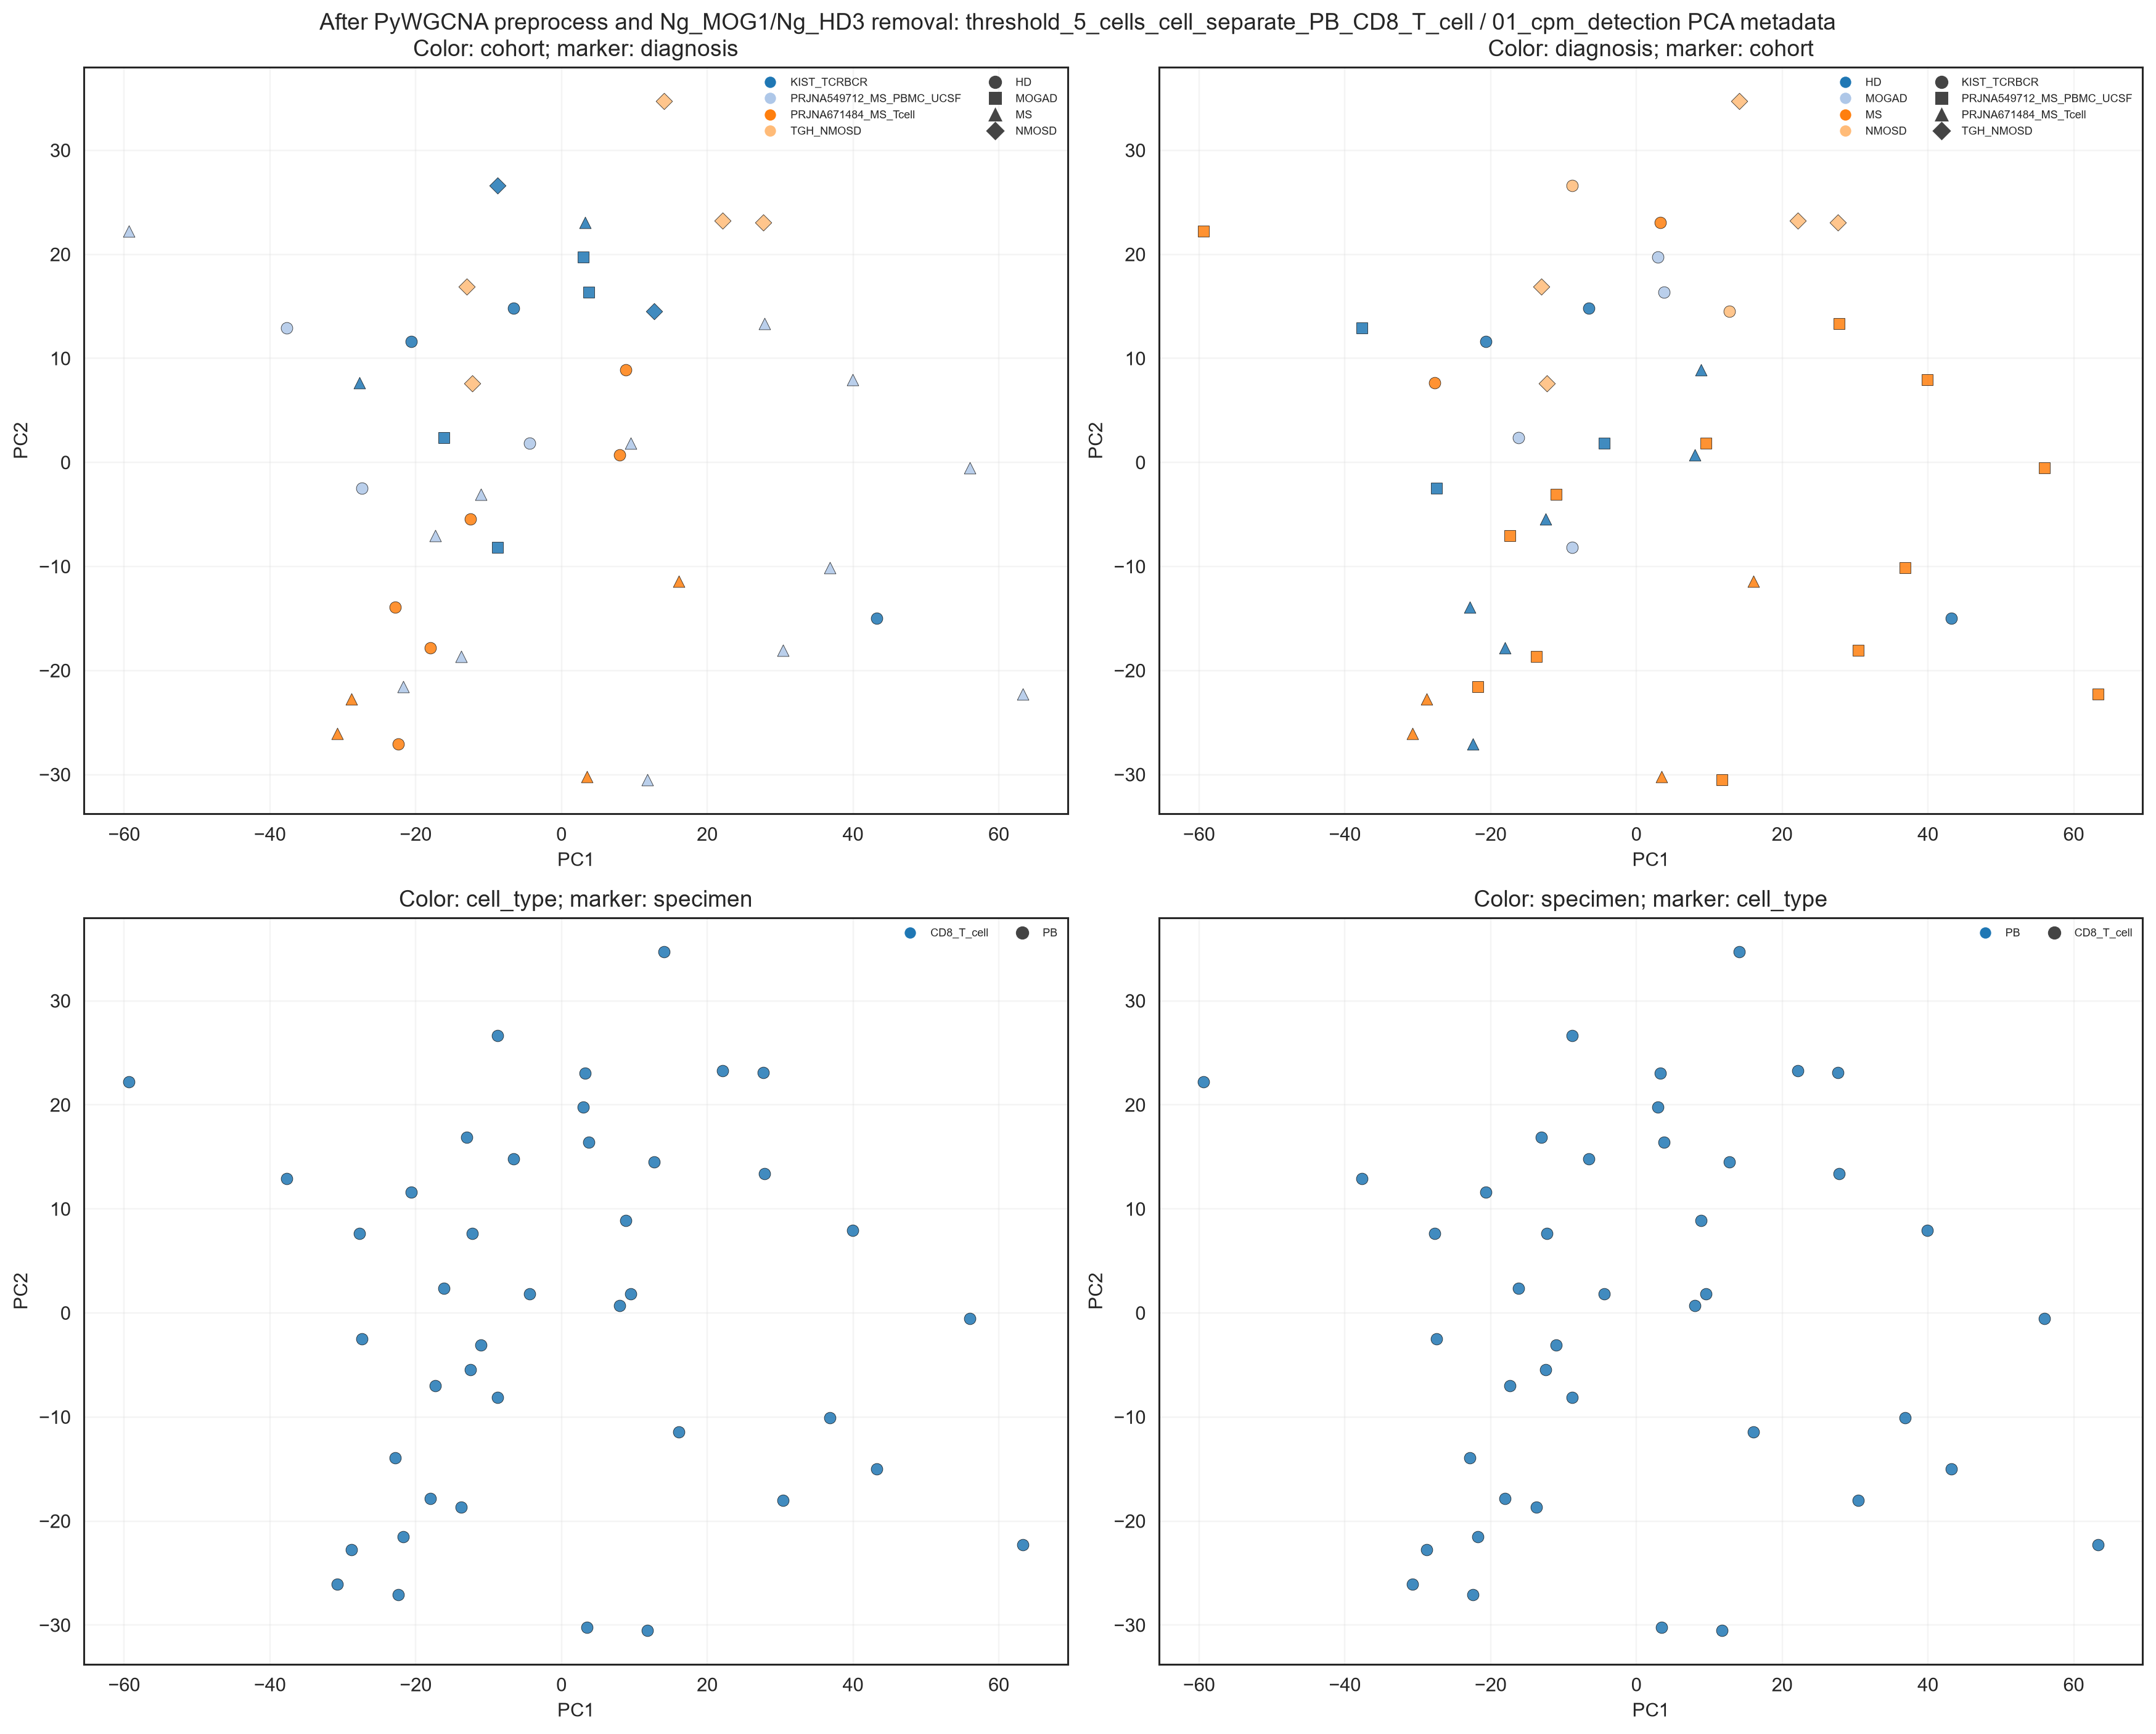 After PyWGCNA preprocess and Ng_MOG1/Ng_HD3 removal: threshold_5_cells_cell_separate_PB_CD8_T_cell / 01_cpm_detection PCA metadata
Color: cohort; marker: diagnosis
KIST_TCRBCR
PRJNA549712_MS_PBMC_UCSF
PRJNA671484_MS_Tcell
TGH_NMOSD
HD
MOGAD
MS
NMOSD
PC2
30
20
10
0
−10
−20
−30
−60 −40 −20 0 20 40 60
PC1
Color: diagnosis; marker: cohort
HD
MOGAD
MS
NMOSD
KIST_TCRBCR
PRJNA549712_MS_PBMC_UCSF
PRJNA671484_MS_Tcell
TGH_NMOSD
PC2
30
20
10
0
−10
−20
−30
−60 −40 −20 0 20 40 60
PC1
Color: cell_type; marker: specimen
CD8_T_cell PB
PC2
30
20
10
0
−10
−20
−30
−60 −40 −20 0 20 40 60
PC1
Color: specimen; marker: cell_type
PB CD8_T_cell
PC2
30
20
10
0
−10
−20
−30
−60 −40 −20 0 20 40 60
PC1